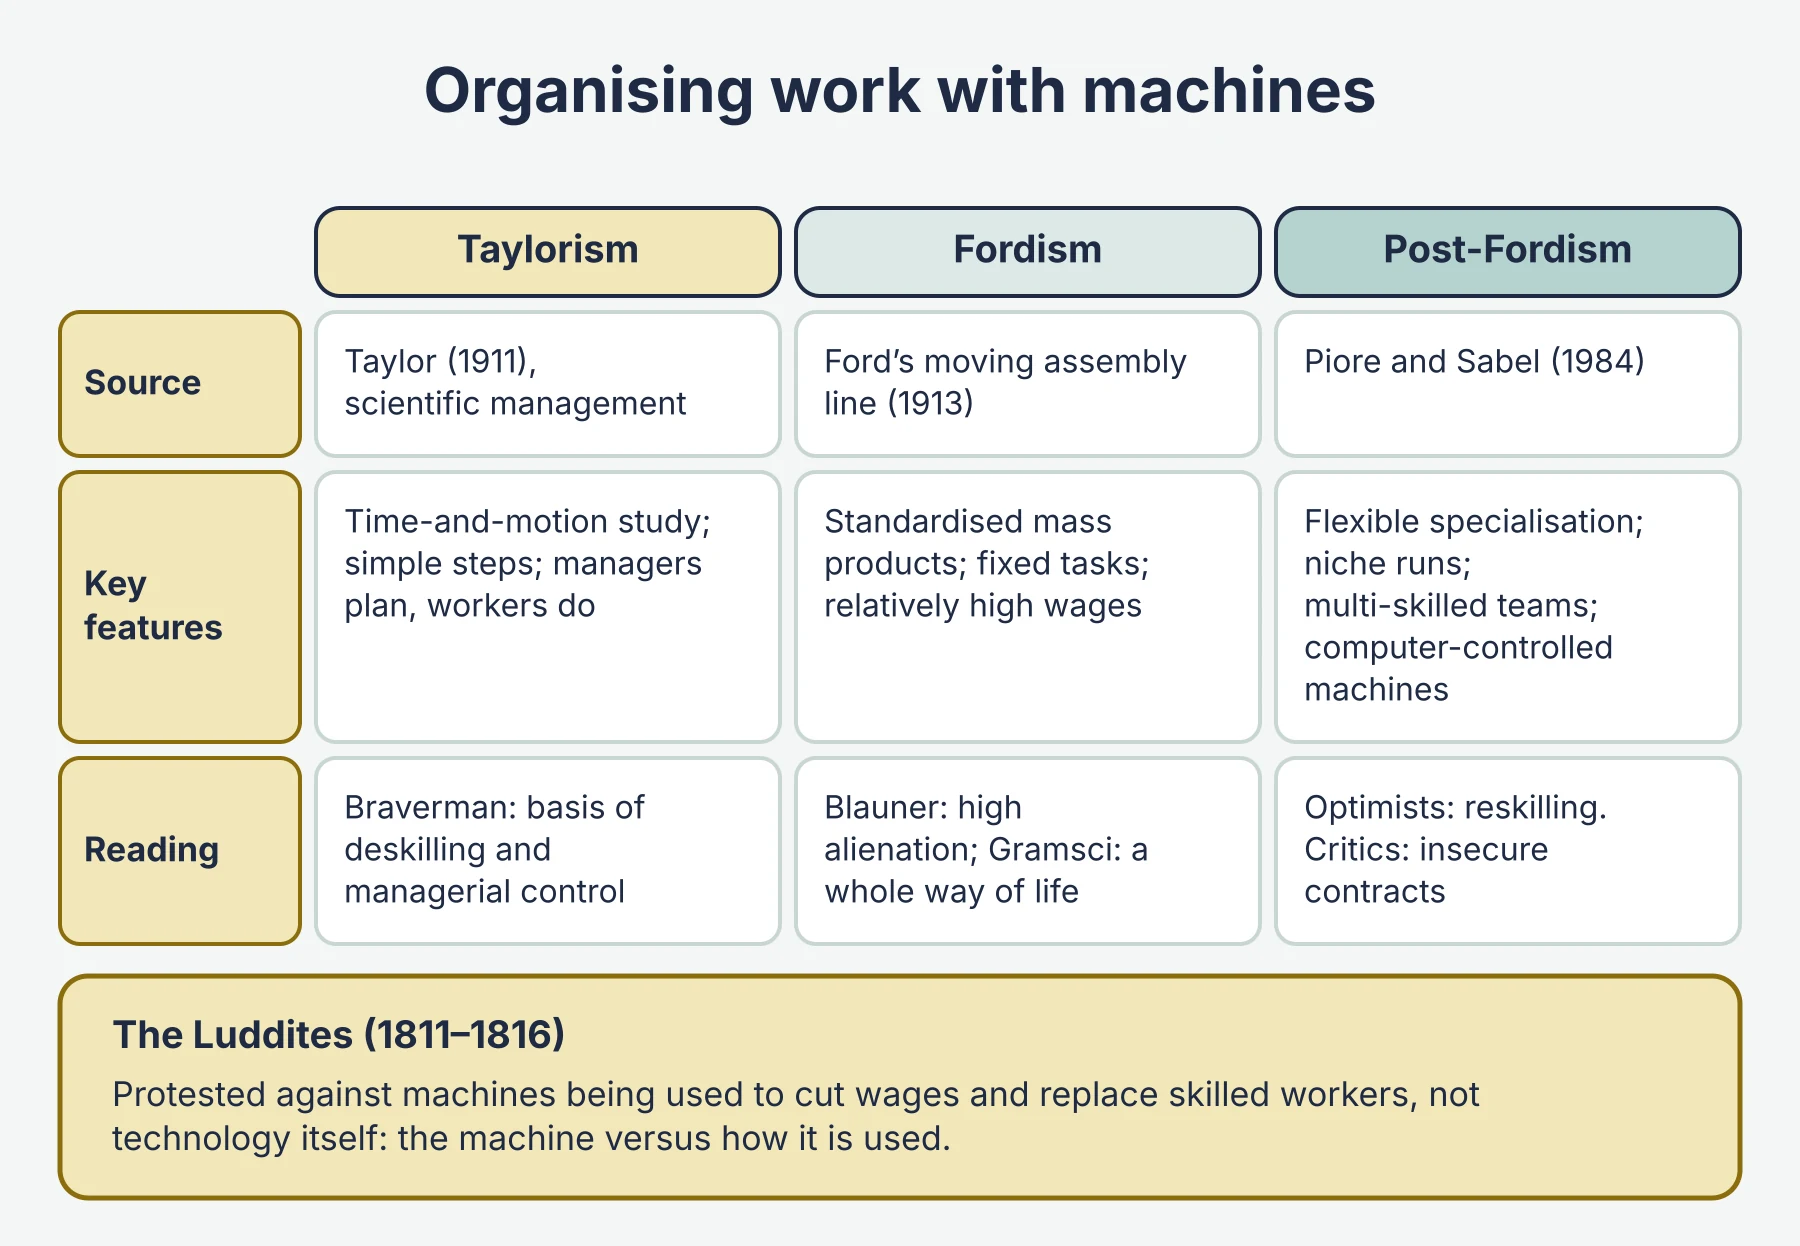 Organising work with machines
Taylorism
Fordism
Post-Fordism
Source
Taylor (1911),
scientific management
Ford’s moving assembly
line (1913)
Piore and Sabel (1984)
Key
features
Time-and-motion study;
simple steps; managers
plan, workers do
Standardised mass
products; fixed tasks;
relatively high wages
Flexible specialisation;
niche runs;
multi-skilled teams;
computer-controlled
machines
Reading
Braverman: basis of
deskilling and
managerial control
Blauner: high
alienation; Gramsci: a
whole way of life
Optimists: reskilling.
Critics: insecure
contracts
The Luddites (1811–1816)
Protested against machines being used to cut wages and replace skilled workers, not
technology itself: the machine versus how it is used.